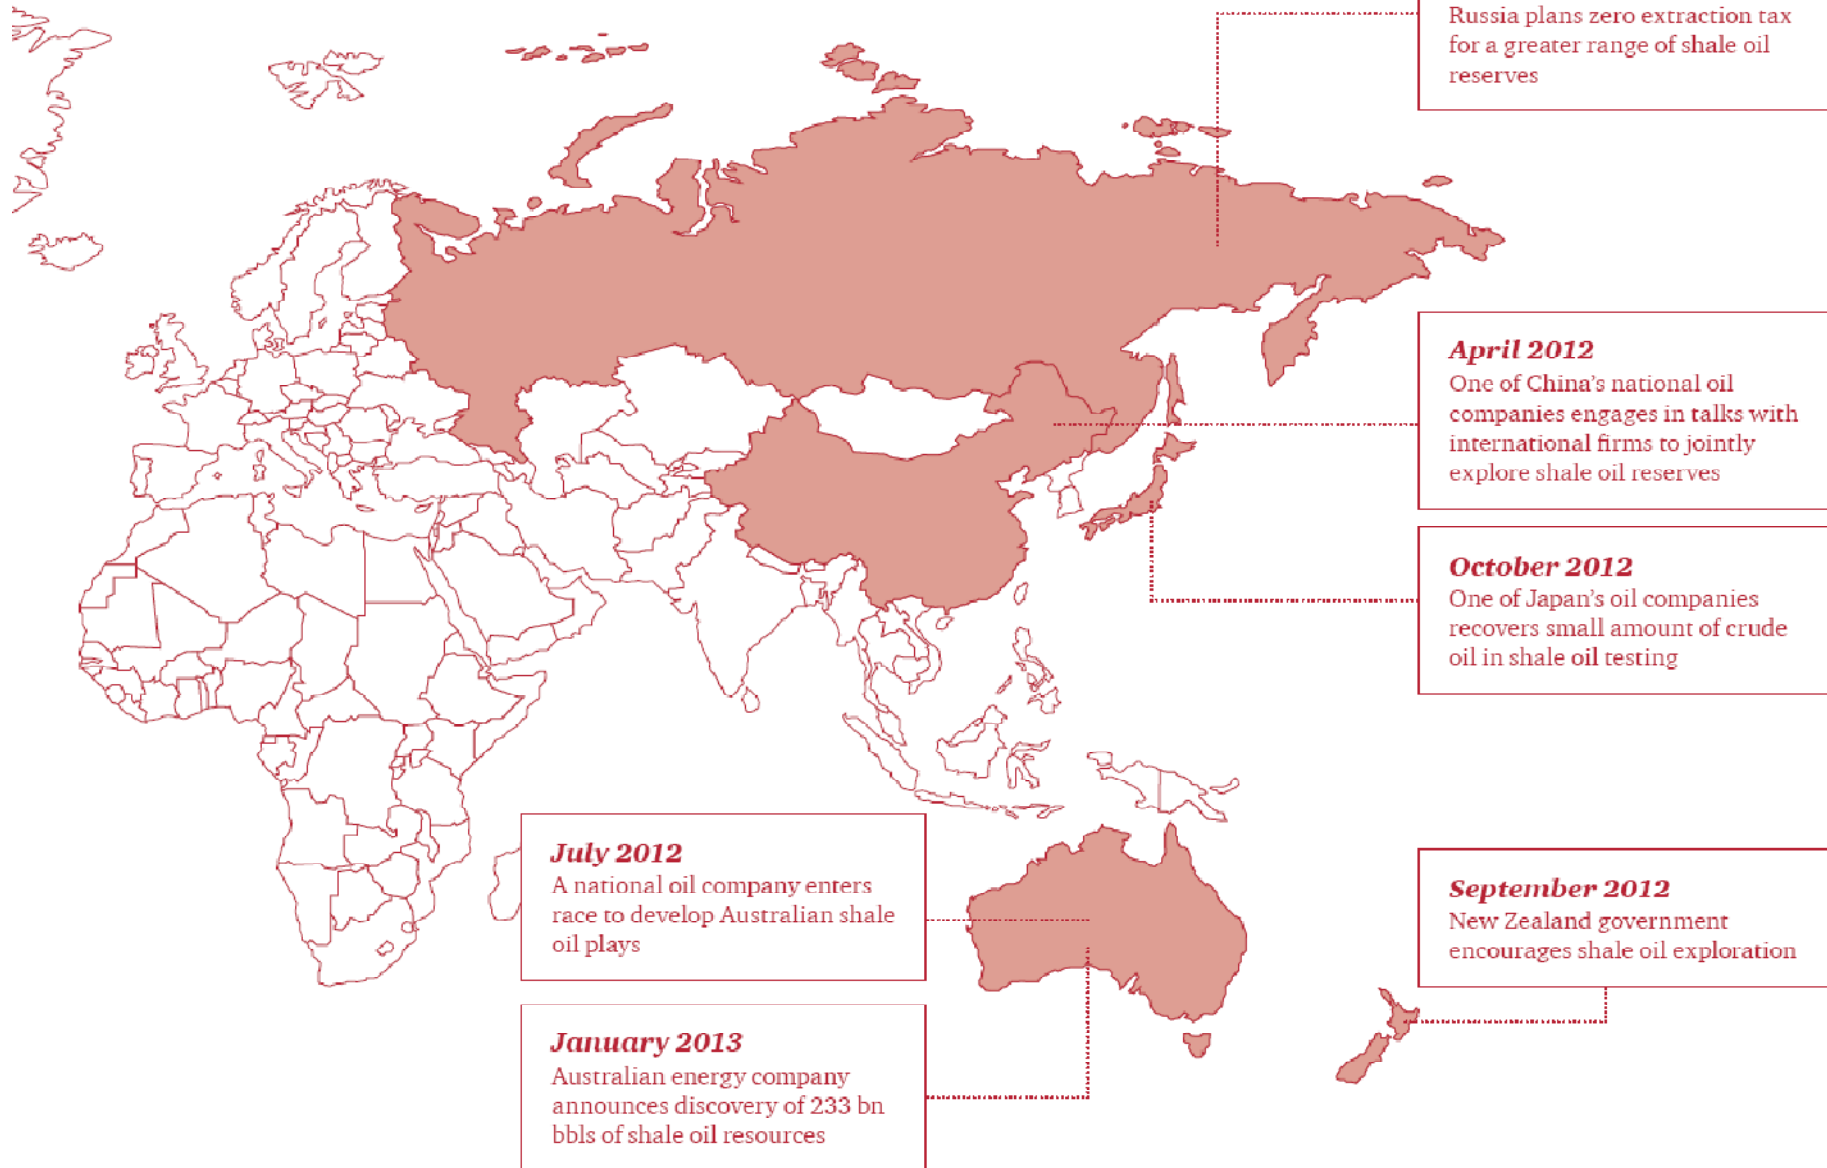 Russia plans zero extraction tax
for a greater range of shale oil
reserves
April 2012
One of China's national oil
companies engages in talks with
international firms to jointly
explore shale oil reserves
October 2012
One of Japan's oil companies
recovers small amount of crude
oil in shale oil testing
July 2012
A national oil company enters
race to develop Australian shale
oil plays
September 2012
New Zealand government
encourages shale oil exploration
January 2013
Australian energy company
announces discovery of 233 bn
bbls of shale oil resources